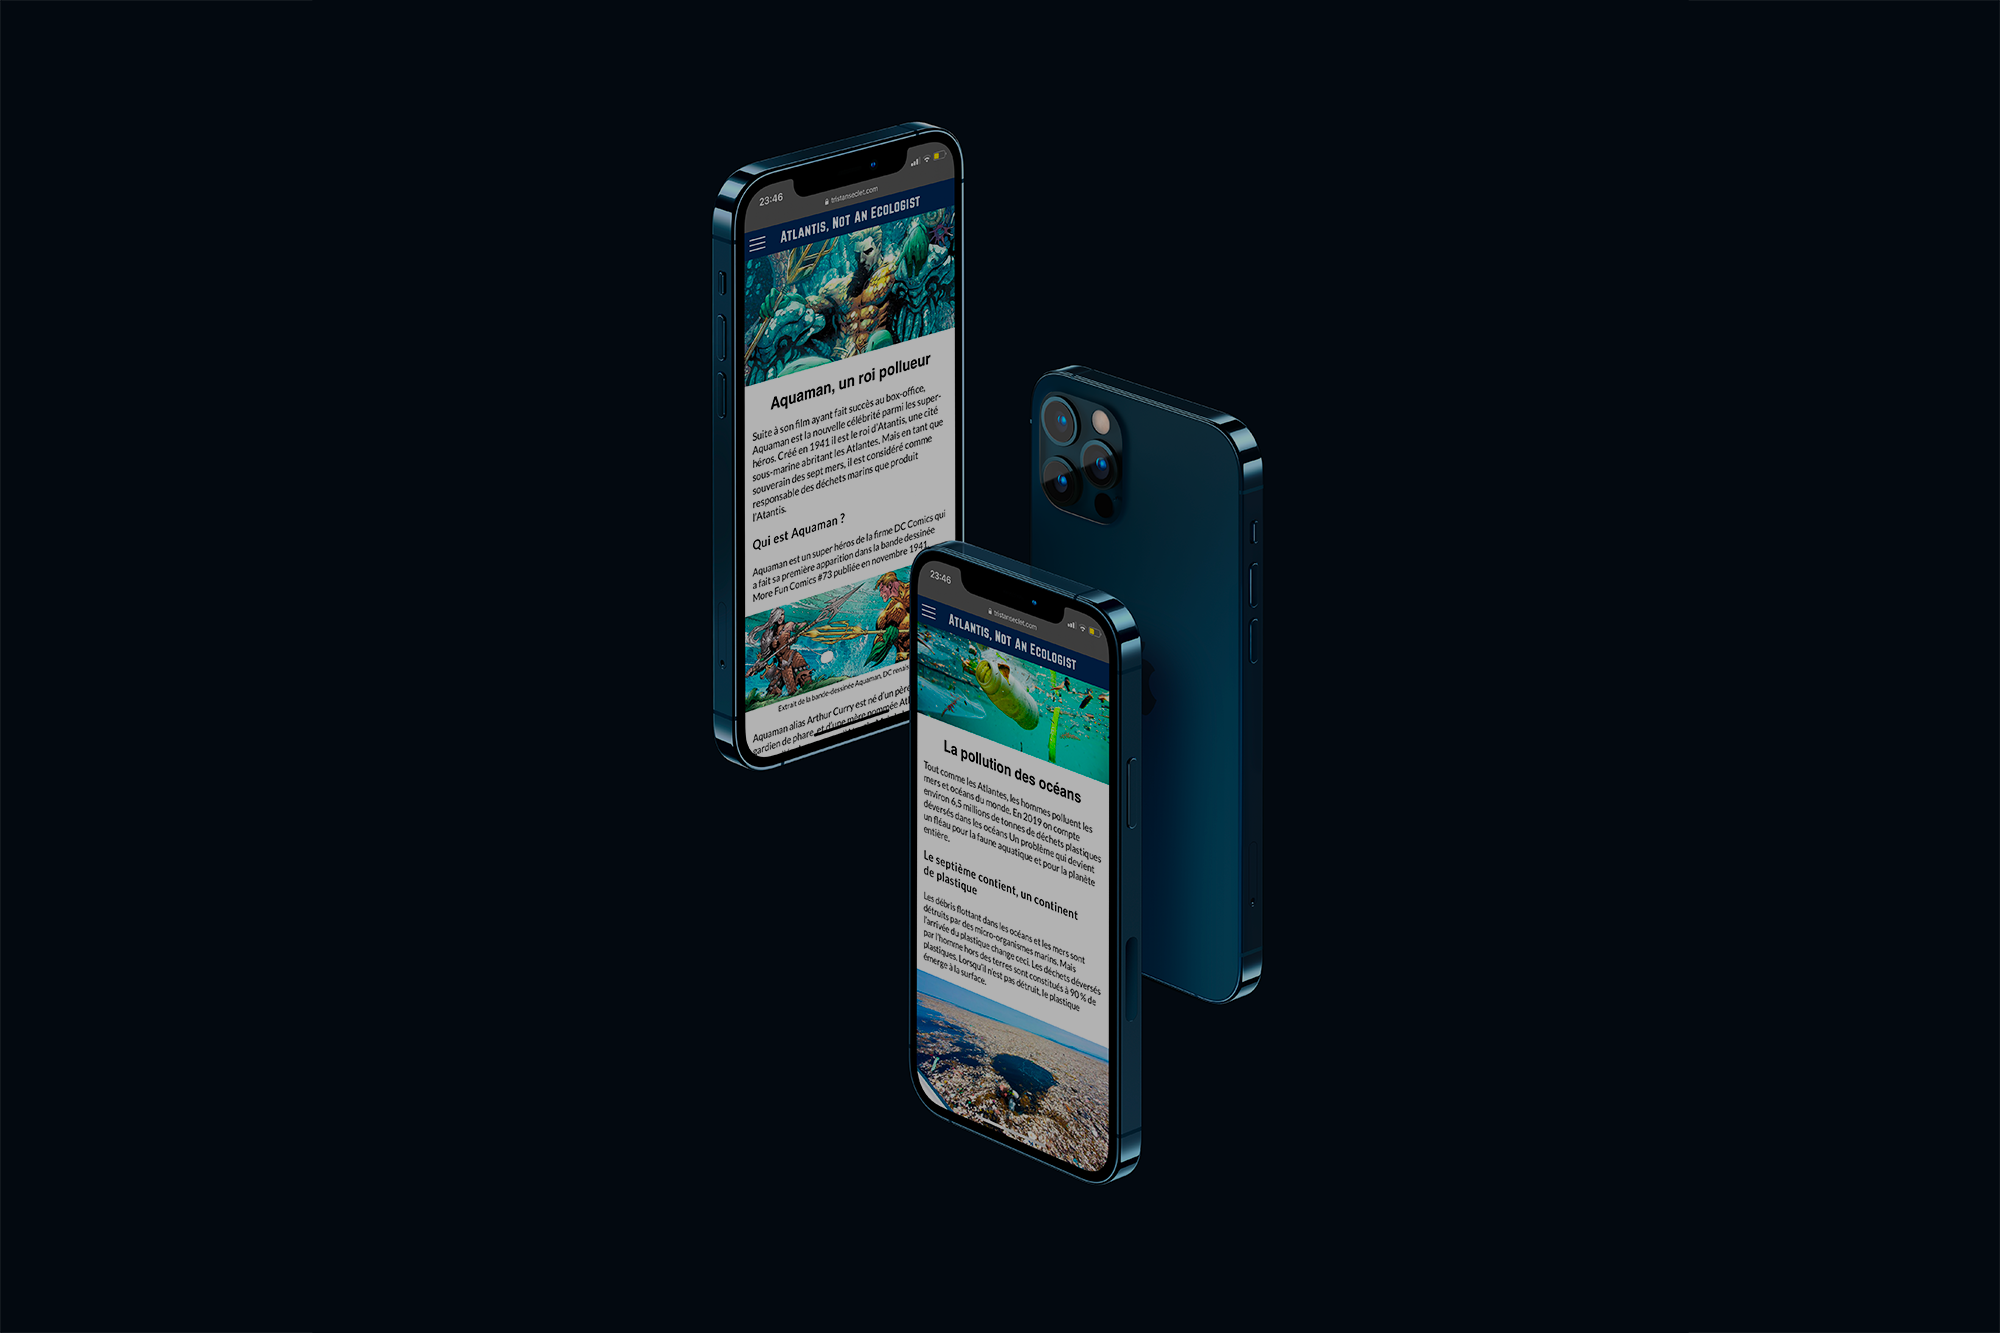 23:46
tristanseclet.com
Atlantis, Not An Ecologist
Aquaman, un roi pollueur
Suite à son film ayant fait succès au box-office,
Aquaman est la nouvelle célébrité parmi les super-
héros. Créé en 1941 il est le roi d'Atantis, une cité
sous-marine abritant les Atlantes. Mais en tant que
souverain des sept mers, il est considéré comme
responsable des déchets marins que produit
l'Atantis.
Qui est Aquaman ?
Aquaman est un super héros de la firme DC Comics qui
a fait sa première apparition dans la bande dessinée
More Fun Comics #73 publiée en novembre 1941.
Extrait de la bande-dessinée Aquaman, DC
Aquaman alias Arthur Curry est né d'un père
gardien de phare et d'une mère nommée
23:46
tristanseclet.com
Atlantis, Not An Ecologist
La pollution des océans
Tout comme les Atlantes, les hommes polluent les
mers et océans du monde. En 2019 on compte
environ 6,5 millions de tonnes de déchets plastiques
déversés dans les océans Un problème qui devient
un fléau pour la faune aquatique et pour la planète
entière.
Le septième contient, un continent
de plastique
Les débris flottant dans les océans et les mers sont
détruits par des micro-organismes marins. Mais
l'arrivée du plastique change ceci. Les déchets déversés
par l'homme hors des terres sont constitués à 90 % de
plastiques. Lorsqu'il n'est pas détruit, le plastique
émerge à la surface.